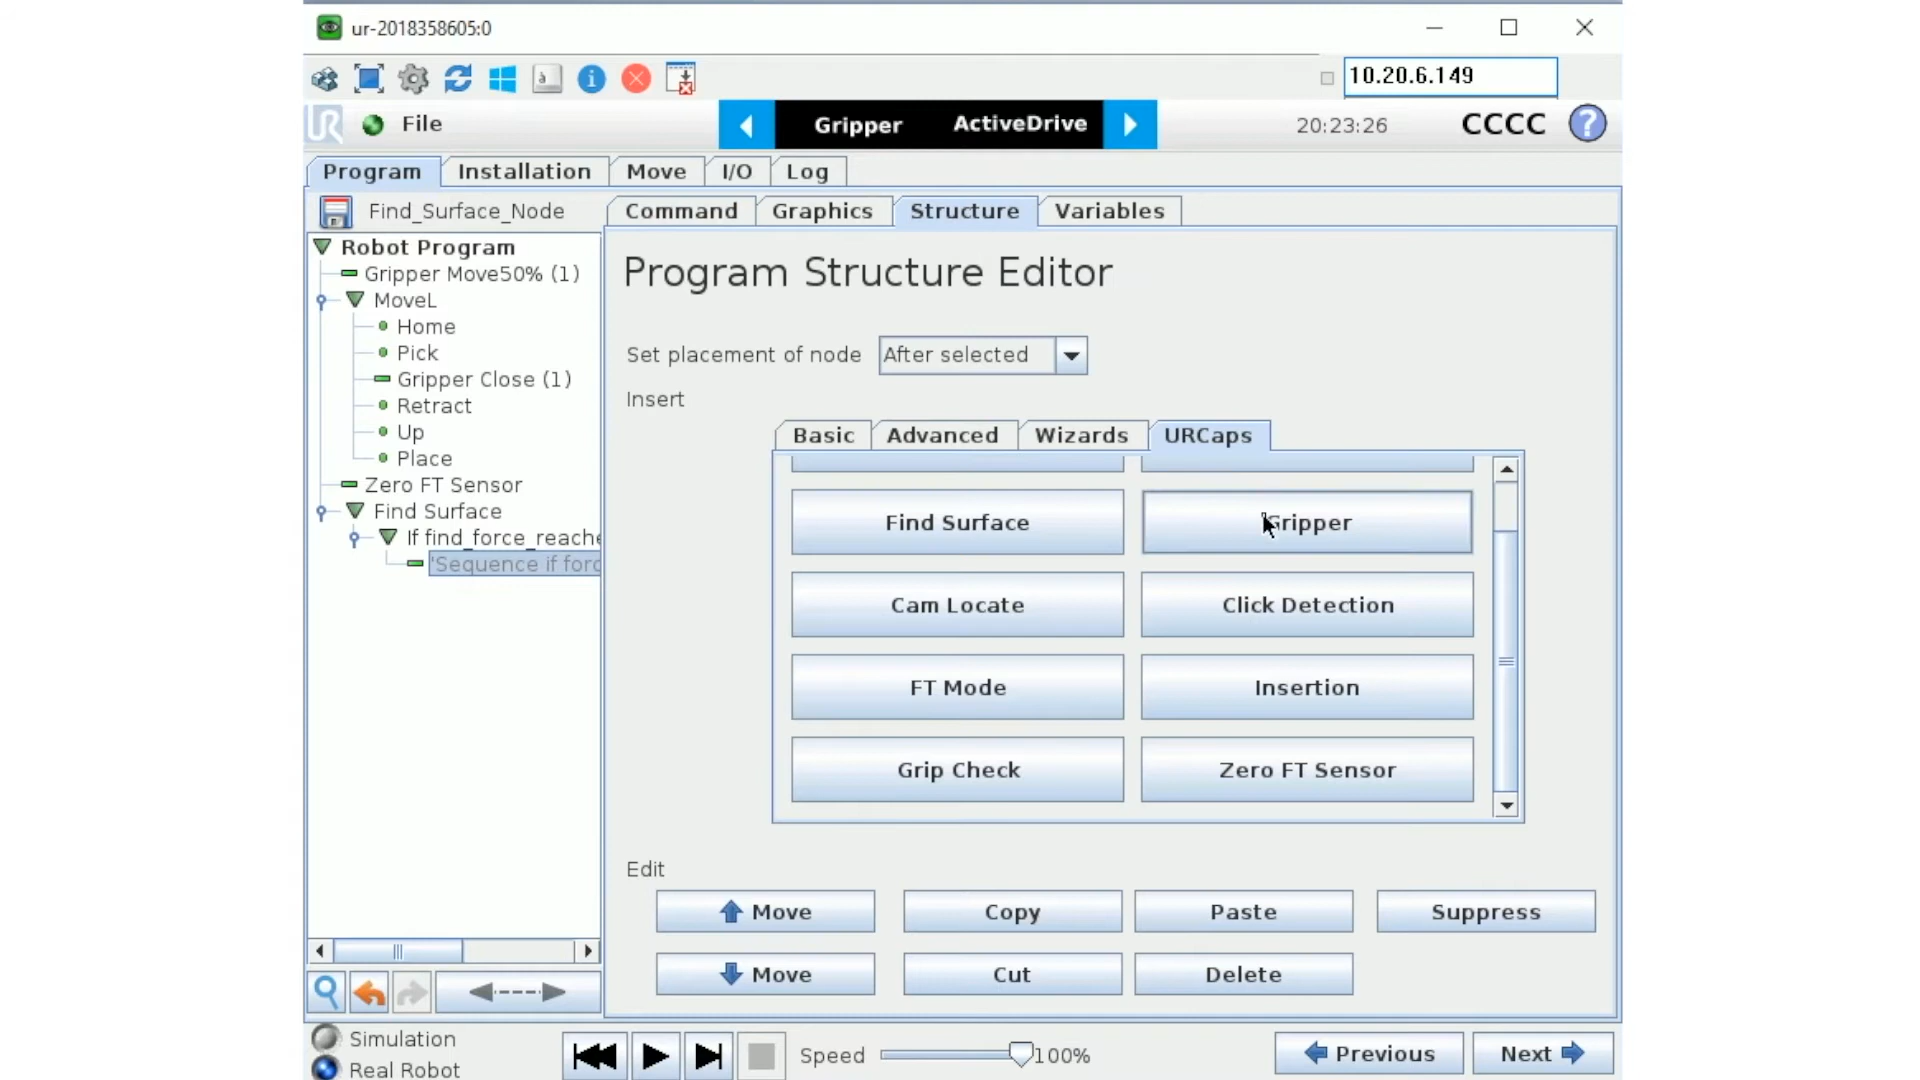 ur-2018358605:0
10.20.6.149
UR File Gripper ActiveDrive 20:23:26 CCCC ?
Program Installation Move I/O Log
Find_Surface_Node
Command Graphics Structure Variables
Robot Program
Gripper Move50% (1)
MoveL
Home
Pick
Gripper Close (1)
Retract
Up
Place
Zero FT Sensor
Find Surface
If find_force_reache
'Sequence if forc
Program Structure Editor
Set placement of node After selected
Insert
Basic Advanced Wizards URCaps
Find Surface Gripper
Cam Locate Click Detection
FT Mode Insertion
Grip Check Zero FT Sensor
Edit
Move Copy Paste Suppress
Move Cut Delete
Simulation
Real Robot
Speed 100%
Previous Next